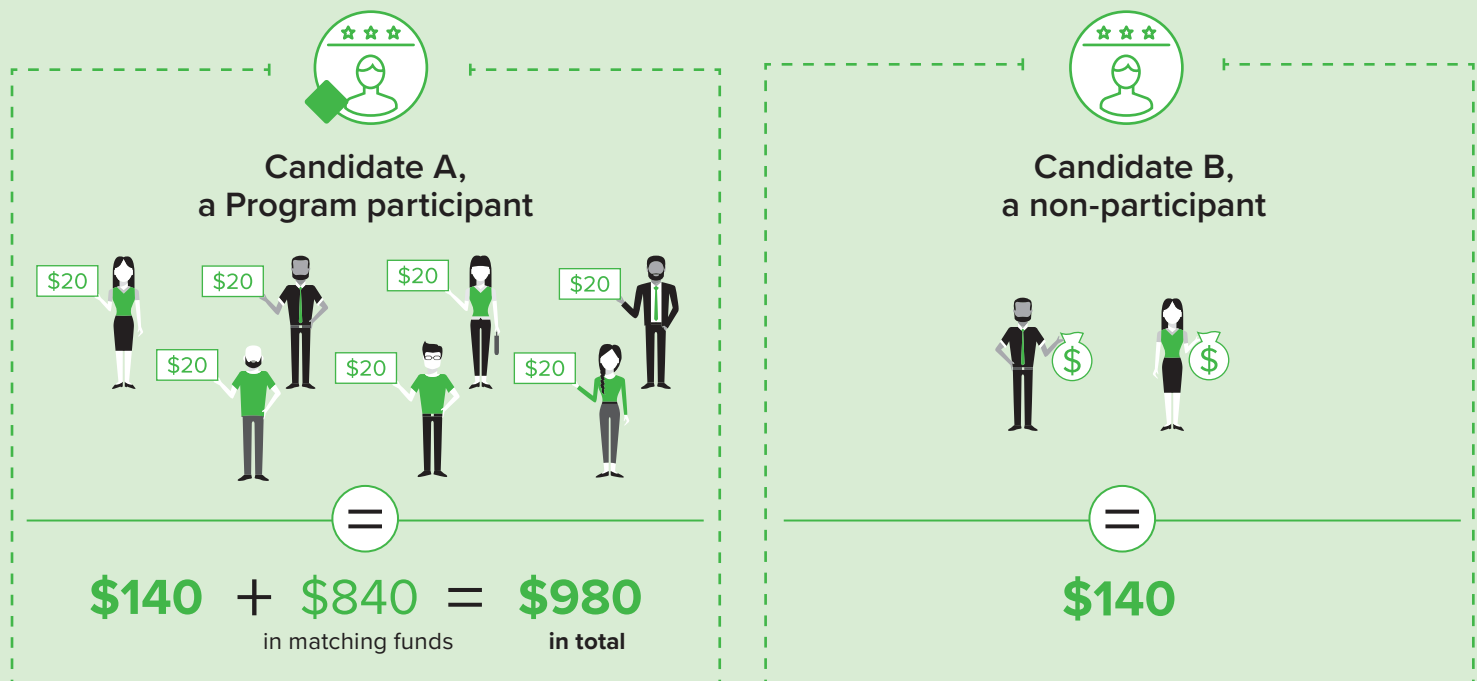 Candidate A,
a Program participant
$20
$20
$20
$20
$20
$20
$20
=
$140 + $840 = $980
in matching funds
in total
Candidate B,
a non-participant
$
$
=
$140